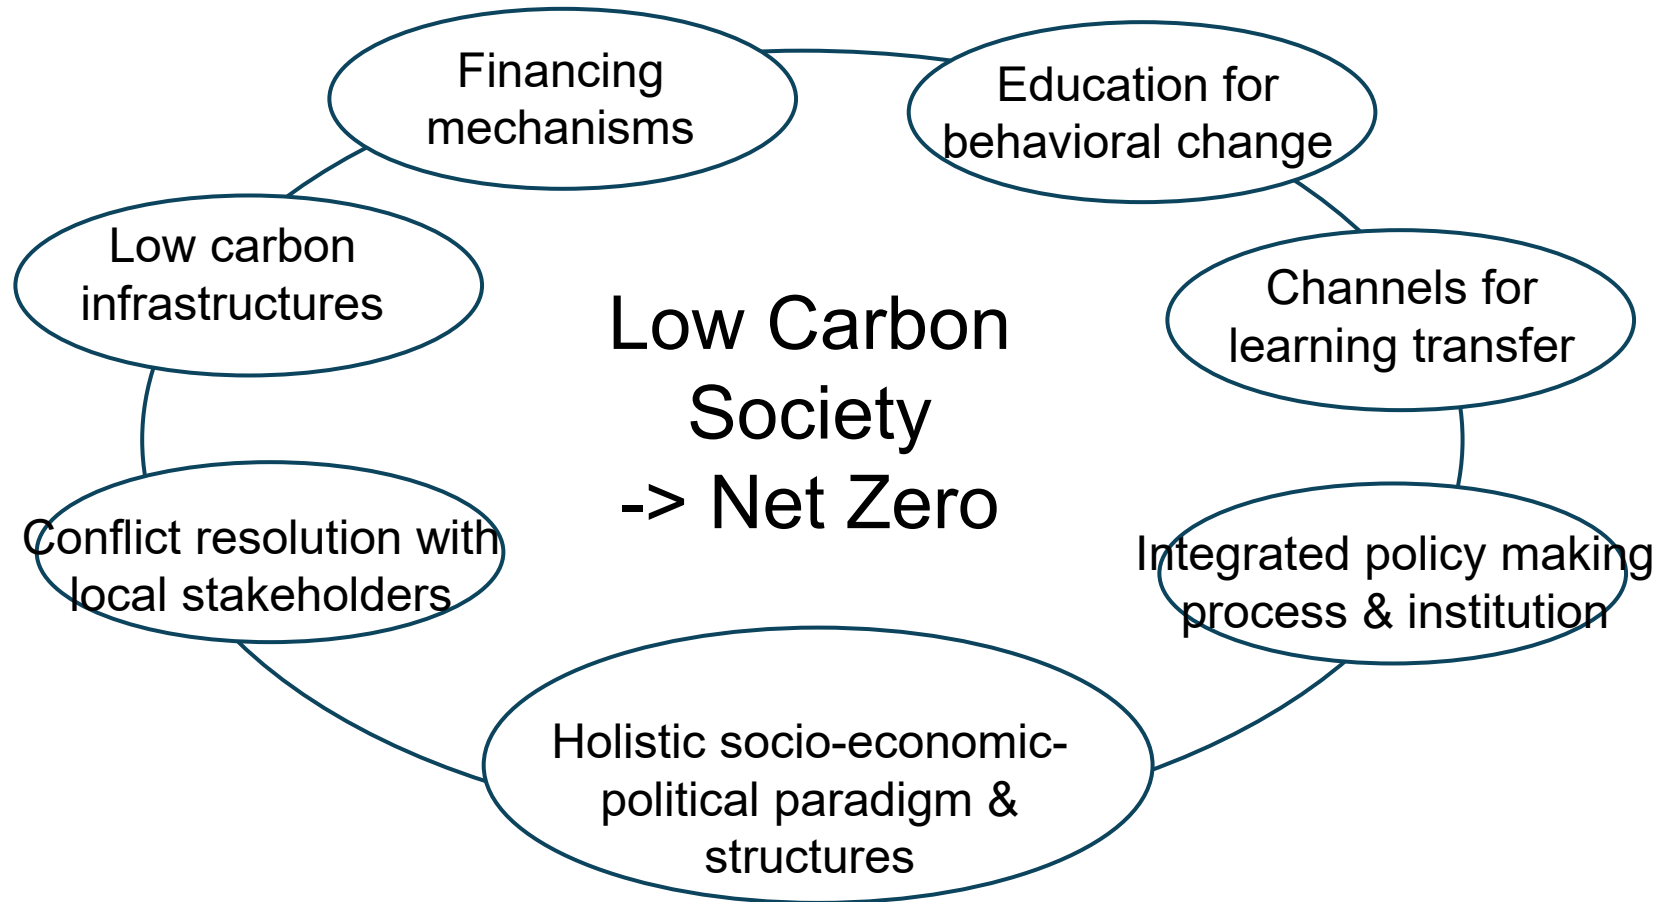 Financing
mechanisms
Education for
behavioral change
Low carbon
infrastructures
Channels for
learning transfer
Low Carbon
Society
-> Net Zero
Conflict resolution with
local stakeholders
Integrated policy making
process & institution
Holistic socio-economic-
political paradigm &
structures